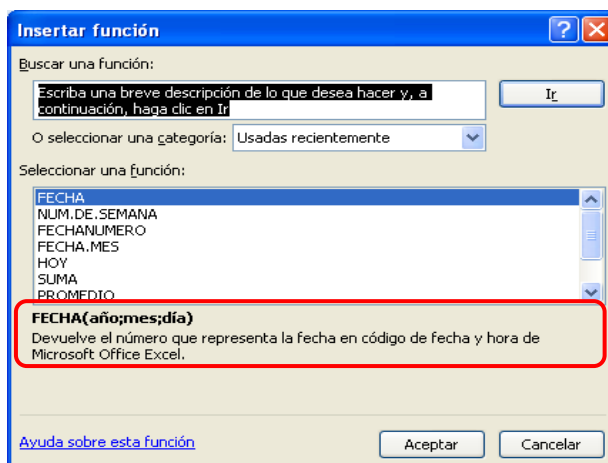 Insertar función
Buscar una función:
Escriba una breve descripción de lo que desea hacer y, a
continuación, haga clic en Ir
Ir
O seleccionar una categoría: Usadas recientemente
Seleccionar una función:
FECHA
NUM.DE.SEMANA
FECHANUMERO
FECHA.MES
HOY
SUMA
PROMEDIO
FECHA(año;mes;día)
Devuelve el número que representa la fecha en código de fecha y hora de
Microsoft Office Excel.
Ayuda sobre esta función
Aceptar
Cancelar